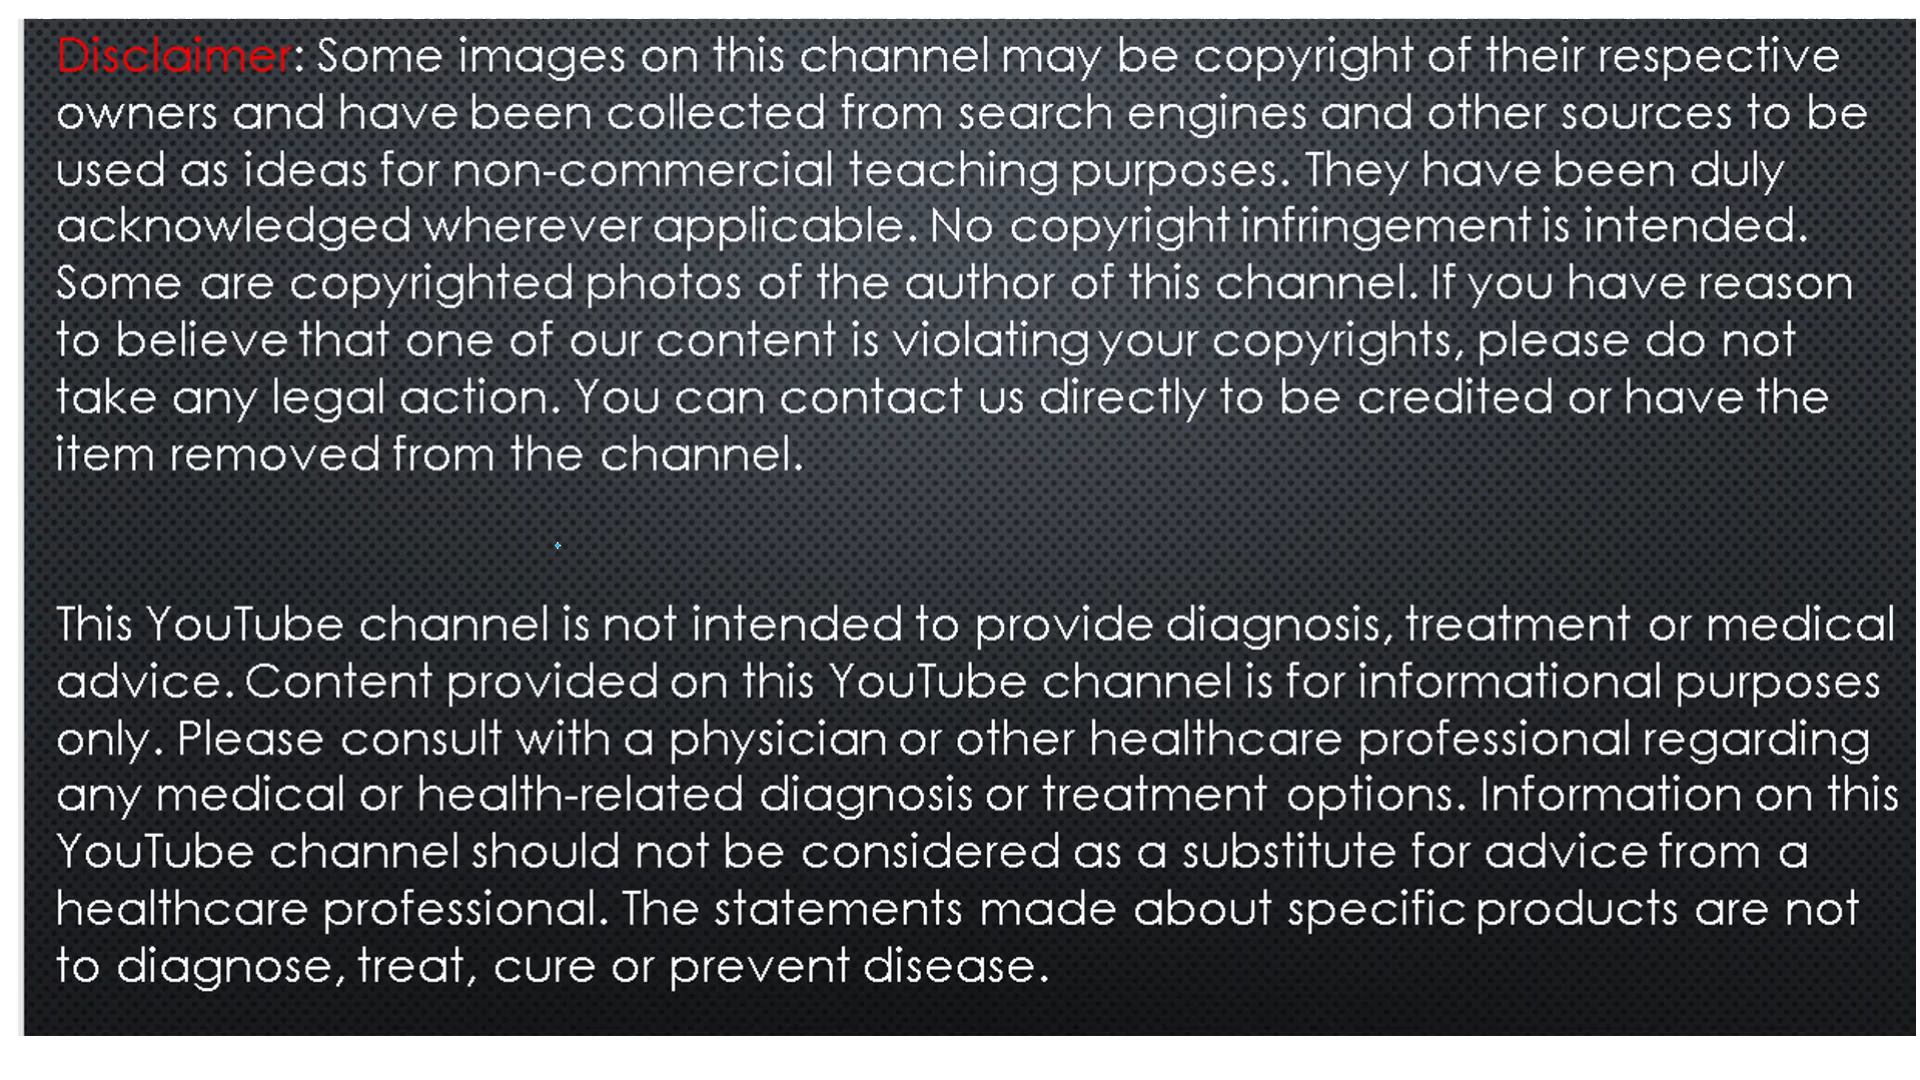 Disclaimer: Some images on this channel may be copyright of their respective
owners and have been collected from search engines and other sources to be
used as ideas for non-commercial teaching purposes. They have been duly
acknowledged wherever applicable. No copyright infringement is intended.
Some are copyrighted photos of the author of this channel. If you have reason
to believe that one of our content is violating your copyrights, please do not
take any legal action. You can contact us directly to be credited or have the
item removed from the channel.
This YouTube channel is not intended to provide diagnosis, treatment or medical
advice. Content provided on this YouTube channel is for informational purposes
only. Please consult with a physician or other healthcare professional regarding
any medical or health-related diagnosis or treatment options. Information on this
YouTube channel should not be considered as a substitute for advice from a
healthcare professional. The statements made about specific products are not
to diagnose, treat, cure or prevent disease.